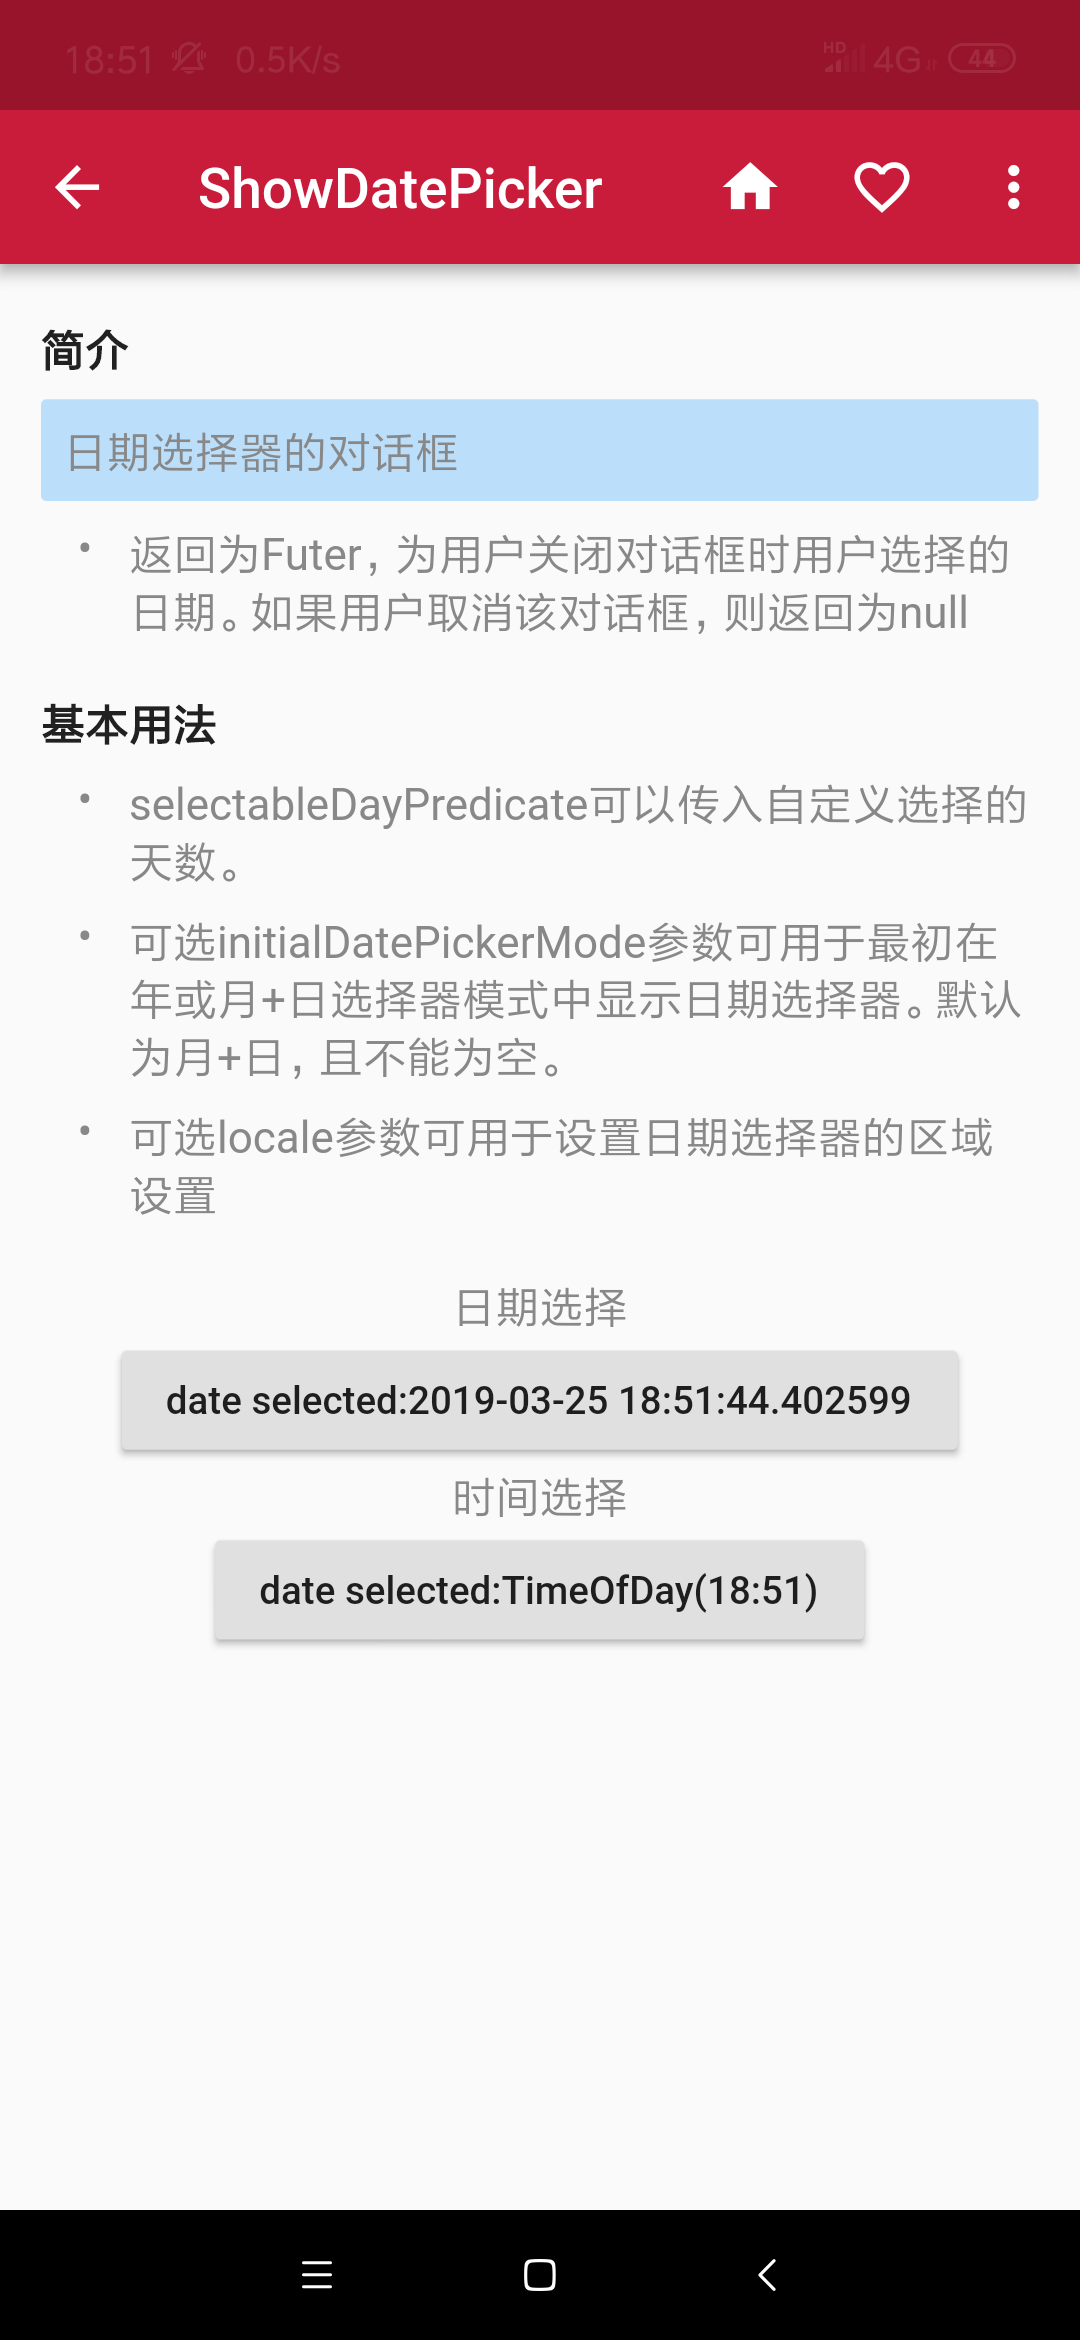 18:51 0.5K/s HD 4G 44
ShowDatePicker
简介
日期选择器的对话框
• 返回为Futer，为用户关闭对话框时用户选择的
日期。如果用户取消该对话框，则返回为null
基本用法
• selectableDayPredicate可以传入自定义选择的
天数。
• 可选initialDatePickerMode参数可用于最初在
年或月+日选择器模式中显示日期选择器。默认
为月+日，且不能为空。
• 可选locale参数可用于设置日期选择器的区域
设置
日期选择
date selected:2019-03-25 18:51:44.402599
时间选择
date selected:TimeOfDay(18:51)